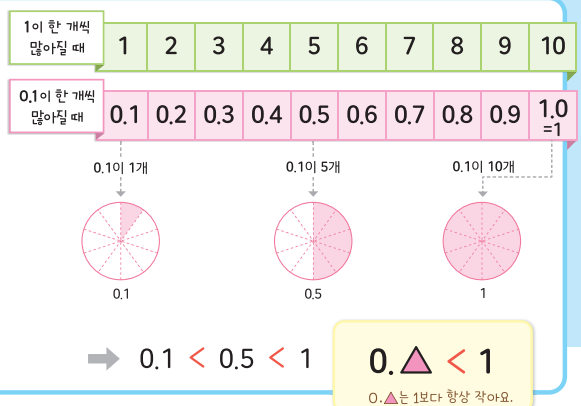 1이 한 개씩
많아질 때
1 2 3 4 5 6 7 8 9 10
0.1이 한 개씩
많아질 때
0.1 0.2 0.3 0.4 0.5 0.6 0.7 0.8 0.9 1.0
=1
0.1이 1개 0.1이 5개 0.1이 10개
0.1 0.5 1
➡ 0.1 < 0.5 < 1
0.△ < 1
0.△는 1보다 항상 작아요.